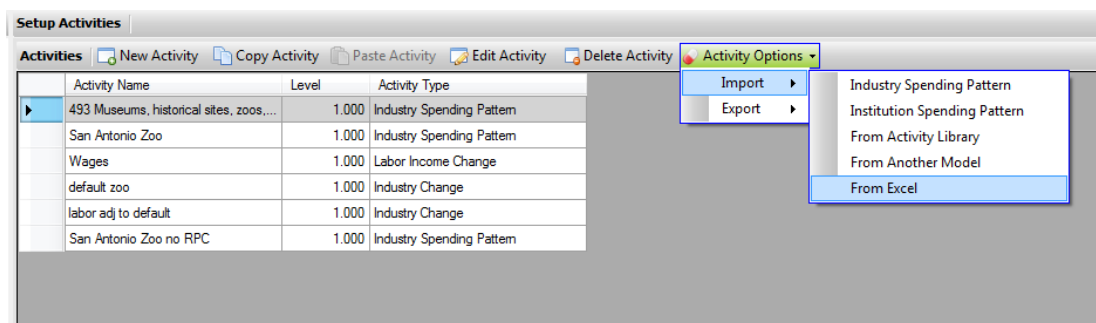 Setup Activities
Activities New Activity Copy Activity Paste Activity Edit Activity Delete Activity Activity Options
Activity Name Level Activity Type
493 Museums, historical sites, zoos,... 1.000 Industry Spending Pattern
San Antonio Zoo 1.000 Industry Spending Pattern
Wages 1.000 Labor Income Change
default zoo 1.000 Industry Change
labor adj to default 1.000 Industry Change
San Antonio Zoo no RPC 1.000 Industry Spending Pattern
Import
Export
Industry Spending Pattern
Institution Spending Pattern
From Activity Library
From Another Model
From Excel